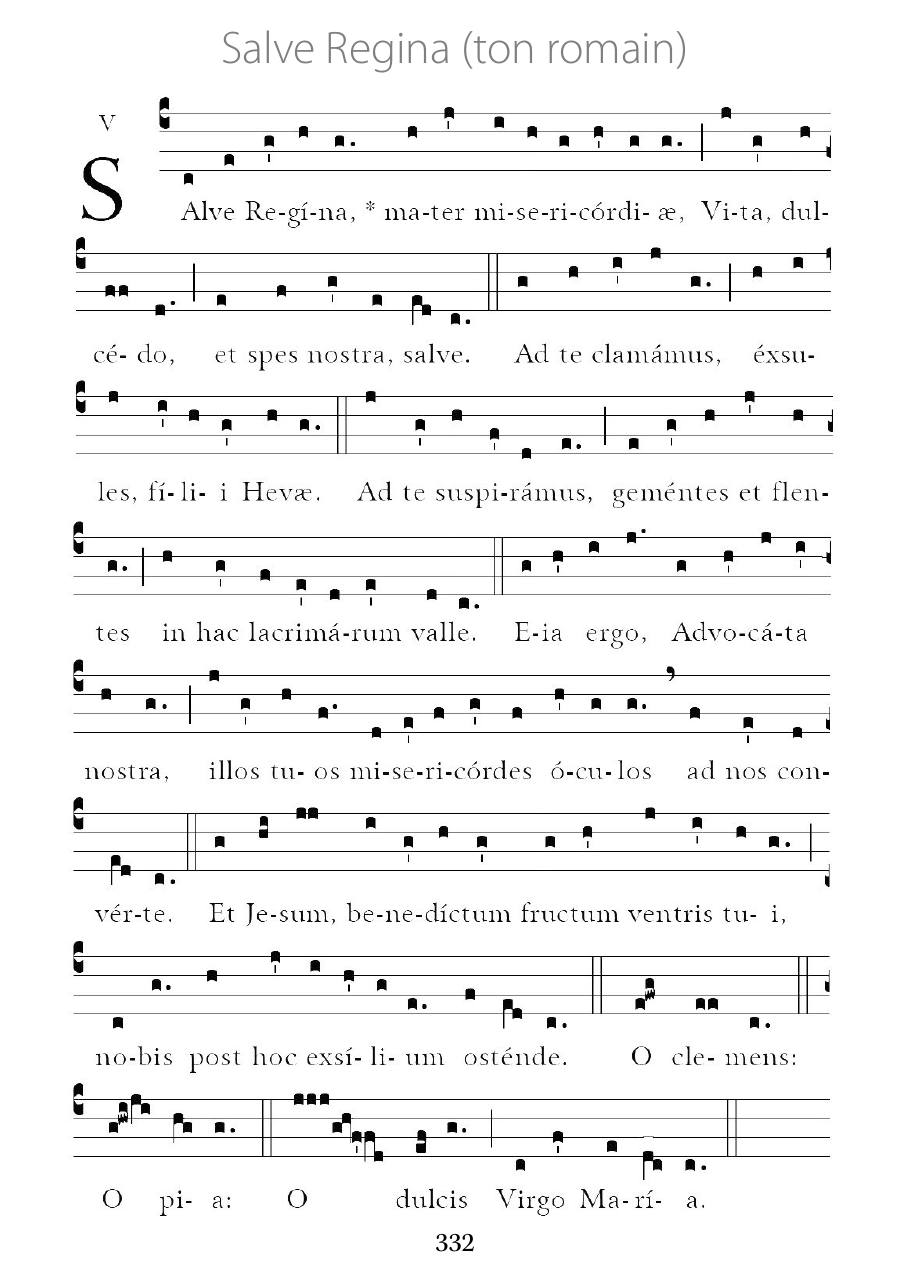 Salve Regina (ton romain)
V
SAlve Re-gí-na, * ma-ter mi-se-ri-córdi- æ, Vi-ta, dul-
cé-do, et spes nostra, salve. Ad te clamámus, éxsu-
les, fí-li- i Hevæ. Ad te suspi-rámus, geméntes et flen-
tes in hac lacrimá-rum valle. E-ia ergo, Advo-cá-ta
nostra, illos tu- os mi-se-ri-córdes ó-cu-los ad nos con-
vér-te. Et Je-sum, be-ne-díctum fructum ventris tu- i,
no-bis post hoc exsí-li- um osténde. O cle-mens:
O pi-a: O dulcis Virgo Ma-rí- a.
332